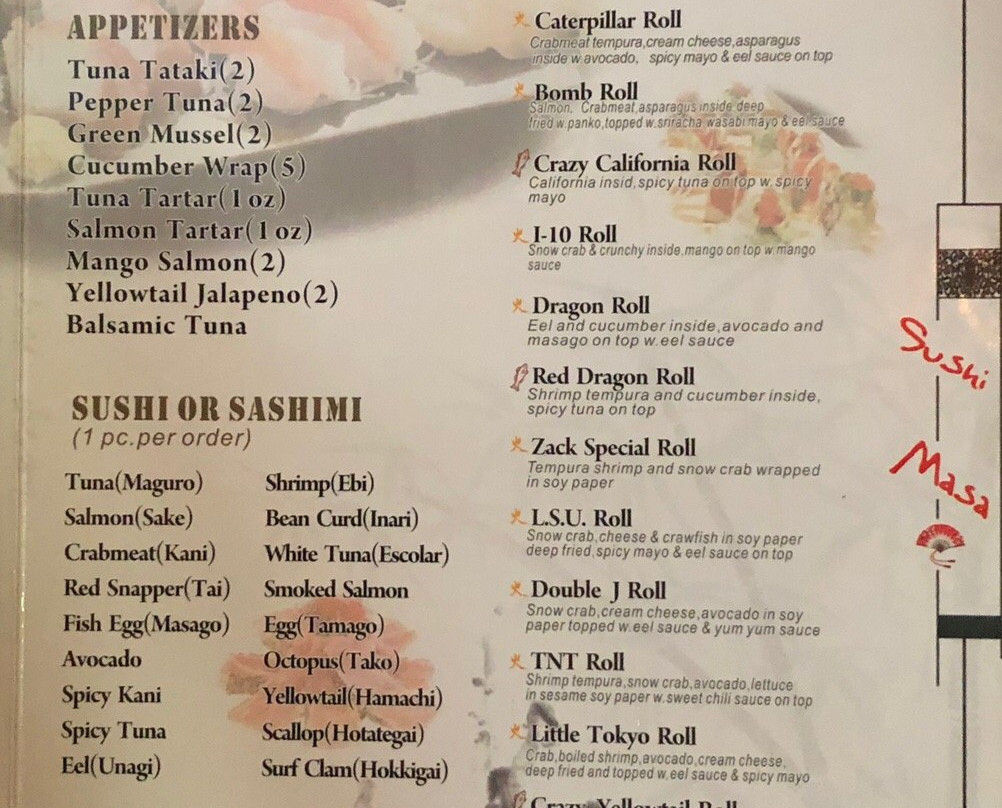 APPETIZERS
Tuna Tataki(2)
Pepper Tuna(2)
Green Mussel(2)
Cucumber Wrap(5)
Tuna Tartar(1 oz)
Salmon Tartar(1 oz)
Mango Salmon(2)
Yellowtail Jalapeno(2)
Balsamic Tuna
SUSHI OR SASHIMI
(1 pc.per order)
Tuna(Maguro)
Salmon(Sake)
Crabmeat(Kani)
Red Snapper(Tai)
Fish Egg(Masago)
Avocado
Spicy Kani
Spicy Tuna
Eel(Unagi)
Shrimp(Ebi)
Bean Curd(Inari)
White Tuna(Escolar)
Smoked Salmon
Egg(Tamago)
Octopus(Tako)
Yellowtail(Hamachi)
Scallop(Hotategai)
Surf Clam(Hokkigai)
Caterpillar Roll
Crabmeat tempura,cream cheese,asparagus
inside w.avocado, spicy mayo & eel sauce on top
Bomb Roll
Salmon, Crabmeat,asparagus inside,deep
fried w.panko,topped w.sriracha,wasabi mayo & eel sauce
Crazy California Roll
California insid,spicy tuna on top w.spicy
mayo
I-10 Roll
Snow crab & crunchy inside,mango on top w.mango
sauce
Dragon Roll
Eel and cucumber inside,avocado and
masago on top w.eel sauce
Red Dragon Roll
Shrimp tempura and cucumber inside,
spicy tuna on top
Zack Special Roll
Tempura shrimp and snow crab wrapped
in soy paper
L.S.U. Roll
Snow crab,cheese & crawfish in soy paper
deep fried,spicy mayo & eel sauce on top
Double J Roll
Snow crab,cream cheese,avocado in soy
paper topped w.eel sauce & yum yum sauce
TNT Roll
Shrimp tempura,snow crab,avocado,lettuce
in sesame soy paper w.sweet chili sauce on top
Little Tokyo Roll
Crab,boiled shrimp,avocado,cream cheese,
deep fried and topped w.eel sauce & spicy mayo
Crazy Yellowtail Roll
Sushi
Masa